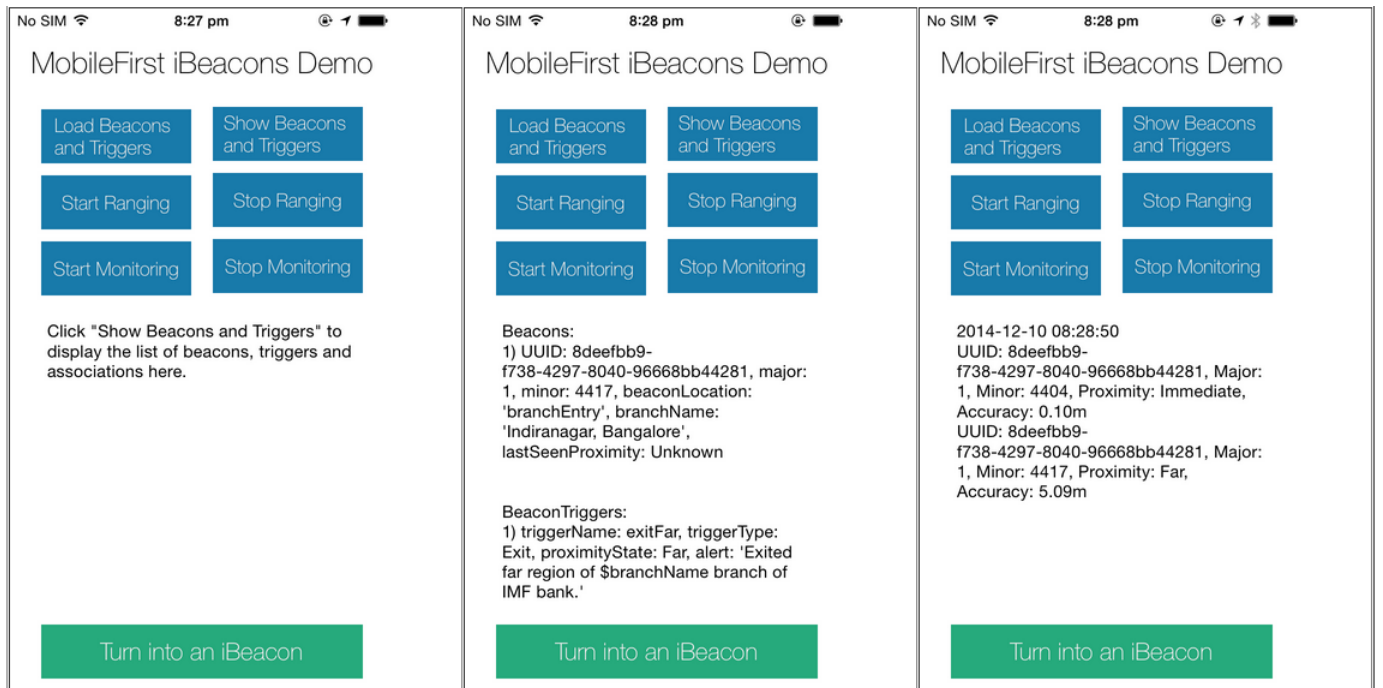 No SIM 8:27 pm
MobileFirst iBeacons Demo
Load Beacons
and Triggers
Show Beacons
and Triggers
Start Ranging
Stop Ranging
Start Monitoring
Stop Monitoring
Click "Show Beacons and Triggers" to
display the list of beacons, triggers and
associations here.
Turn into an iBeacon
No SIM 8:28 pm
MobileFirst iBeacons Demo
Load Beacons
and Triggers
Show Beacons
and Triggers
Start Ranging
Stop Ranging
Start Monitoring
Stop Monitoring
Beacons:
1) UUID: 8deefbb9-
f738-4297-8040-96668bb44281, major:
1, minor: 4417, beaconLocation:
'branchEntry', branchName:
'Indiranagar, Bangalore',
lastSeenProximity: Unknown
BeaconTriggers:
1) triggerName: exitFar, triggerType:
Exit, proximityState: Far, alert: 'Exited
far region of $branchName branch of
IMF bank.'
Turn into an iBeacon
No SIM 8:28 pm
MobileFirst iBeacons Demo
Load Beacons
and Triggers
Show Beacons
and Triggers
Start Ranging
Stop Ranging
Start Monitoring
Stop Monitoring
2014-12-10 08:28:50
UUID: 8deefbb9-
f738-4297-8040-96668bb44281, Major:
1, Minor: 4404, Proximity: Immediate,
Accuracy: 0.10m
UUID: 8deefbb9-
f738-4297-8040-96668bb44281, Major:
1, Minor: 4417, Proximity: Far,
Accuracy: 5.09m
Turn into an iBeacon